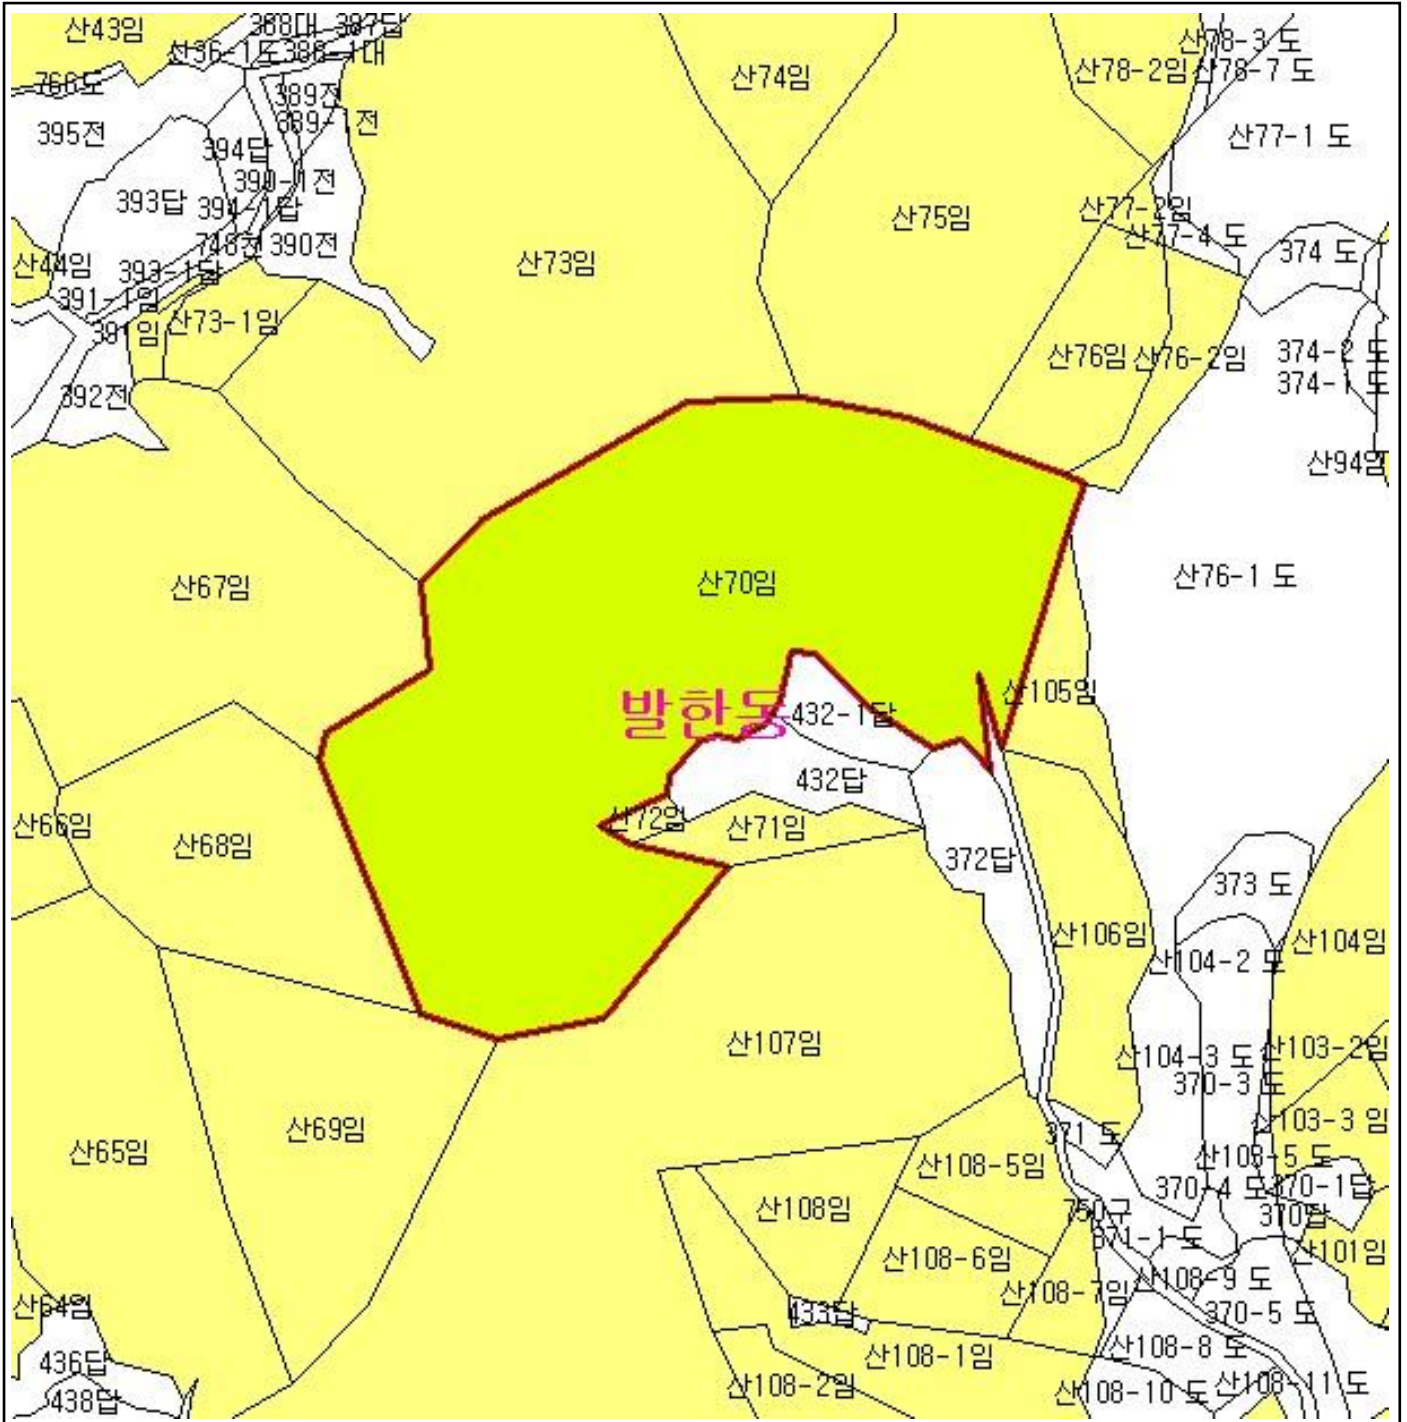 산43임
388대
387답
산36-1도
388-1대
766도
389전
389-1전
395전
394답
390-1전
393답
394-1답
748천
390전
산44임
393-1답
391-1임
391임
산73-1임
392전
산73임
산74임
산75임
산78-2임
산78-3 도
산78-7 도
산77-1 도
산77-2임
산77-4 도
374 도
산76임
산76-2임
374-2 도
374-1 도
산94임
산67임
산70임
산76-1 도
산105임
발한동
432-1답
432답
산72임
산71임
372답
산66임
산68임
373 도
산106임
산104임
산104-2 도
산107임
산104-3 도
산103-2임
370-3 도
산103-3 임
산69임
산65임
371 도
산103-5 도
산108-5임
370-4 도
370-1답
산108임
750구
370답
371-1 도
산101임
산108-6임
산108-9 도
산108-7임
산64임
433답
370-5 도
산108-8 도
436답
산108-1임
438답
산108-2임
산108-10 도
산108-11 도